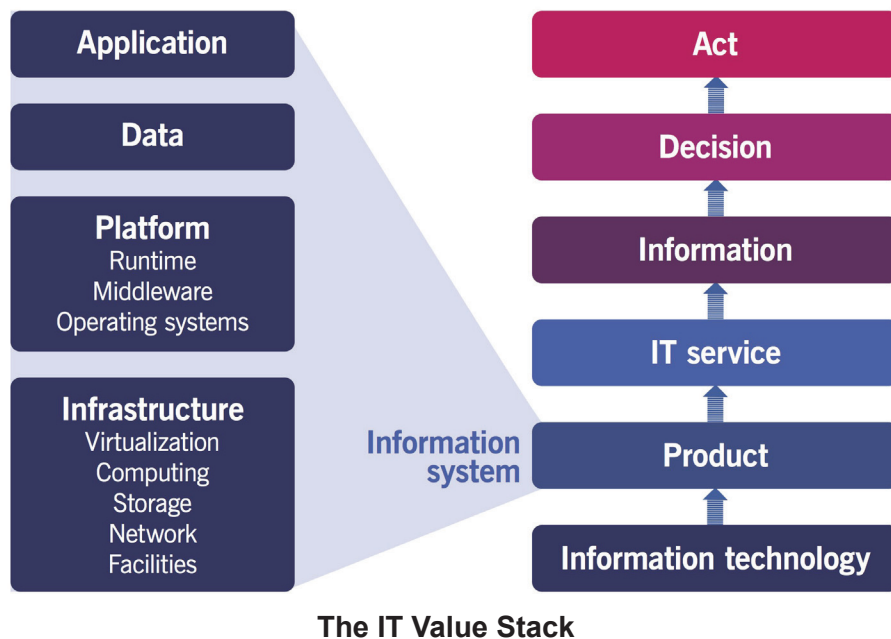 Application
Data
Platform
Runtime
Middleware
Operating systems
Infrastructure
Virtualization
Computing
Storage
Network
Facilities
Information
system
Act
Decision
Information
IT service
Product
Information technology
The IT Value Stack